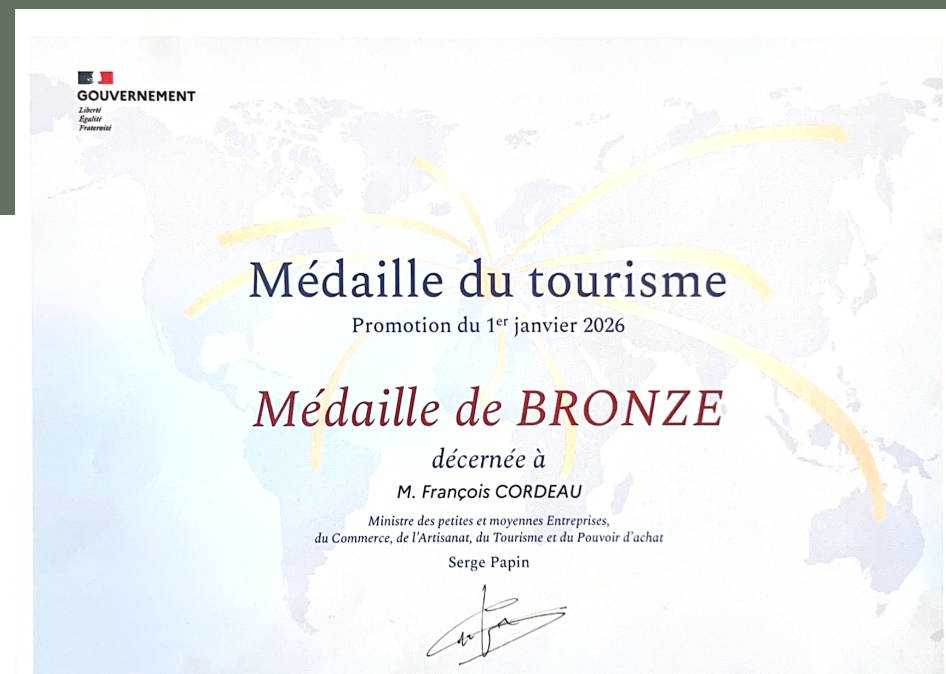 GOUVERNEMENT
Liberté
Égalité
Fraternité
Médaille du tourisme
Promotion du 1er janvier 2026
Médaille de BRONZE
décernée à
M. François CORDEAU
Ministre des petites et moyennes Entreprises,
du Commerce, de l'Artisanat, du Tourisme et du Pouvoir d'achat
Serge Papin